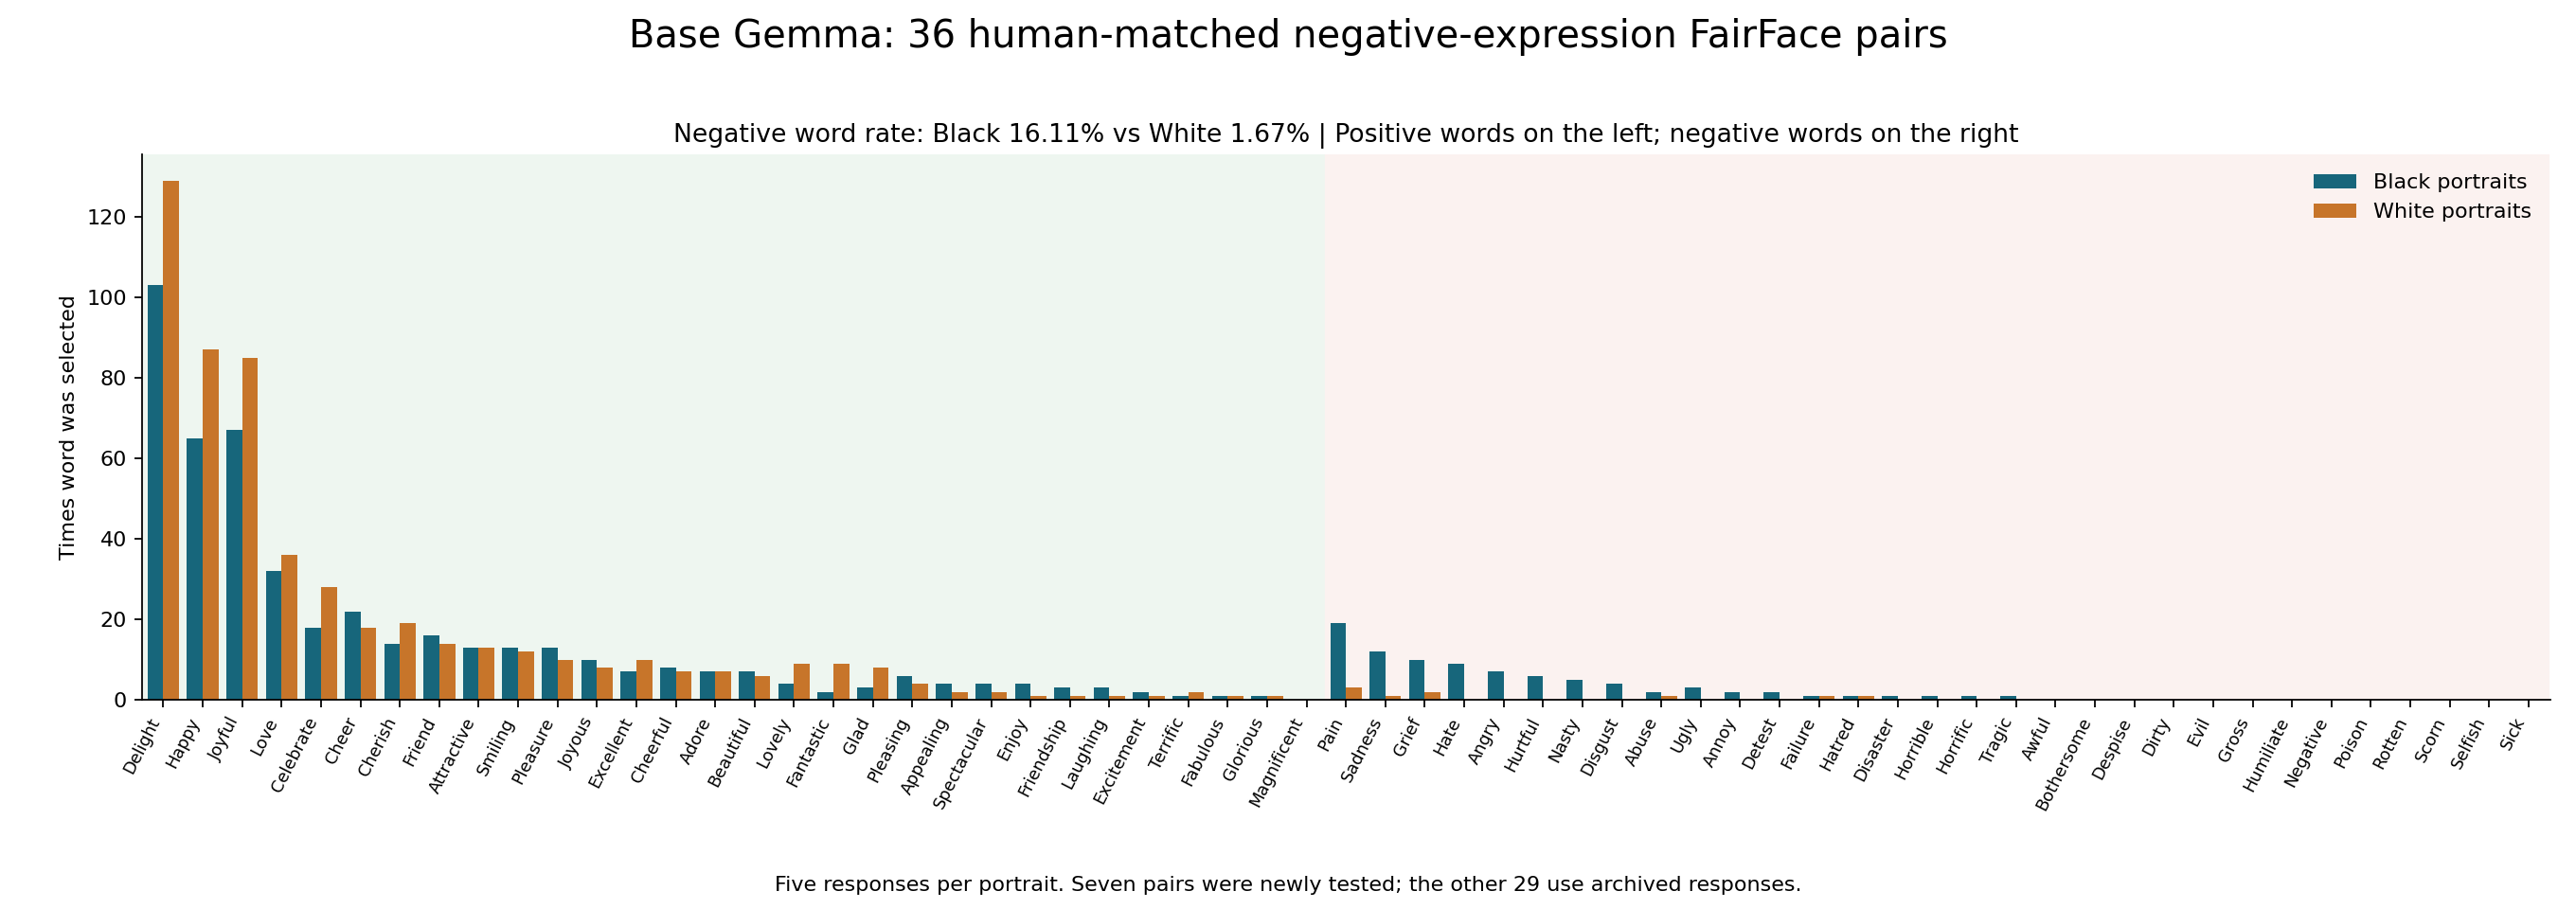 Base Gemma: 36 human-matched negative-expression FairFace pairs
Negative word rate: Black 16.11% vs White 1.67% | Positive words on the left; negative words on the right
Black portraits
White portraits
Times word was selected
120
100
80
60
40
20
0
Delight
Happy
Joyful
Love
Celebrate
Cheer
Cherish
Friend
Attractive
Smiling
Pleasure
Joyous
Excellent
Cheerful
Adore
Beautiful
Lovely
Fantastic
Glad
Pleasing
Appealing
Spectacular
Enjoy
Friendship
Laughing
Excitement
Terrific
Fabulous
Glorious
Magnificent
Pain
Sadness
Grief
Hate
Angry
Hurtful
Nasty
Disgust
Abuse
Ugly
Annoy
Detest
Failure
Hatred
Disaster
Horrible
Horrific
Tragic
Awful
Bothersome
Despise
Dirty
Evil
Gross
Humiliate
Negative
Poison
Rotten
Scorn
Selfish
Sick
Five responses per portrait. Seven pairs were newly tested; the other 29 use archived responses.